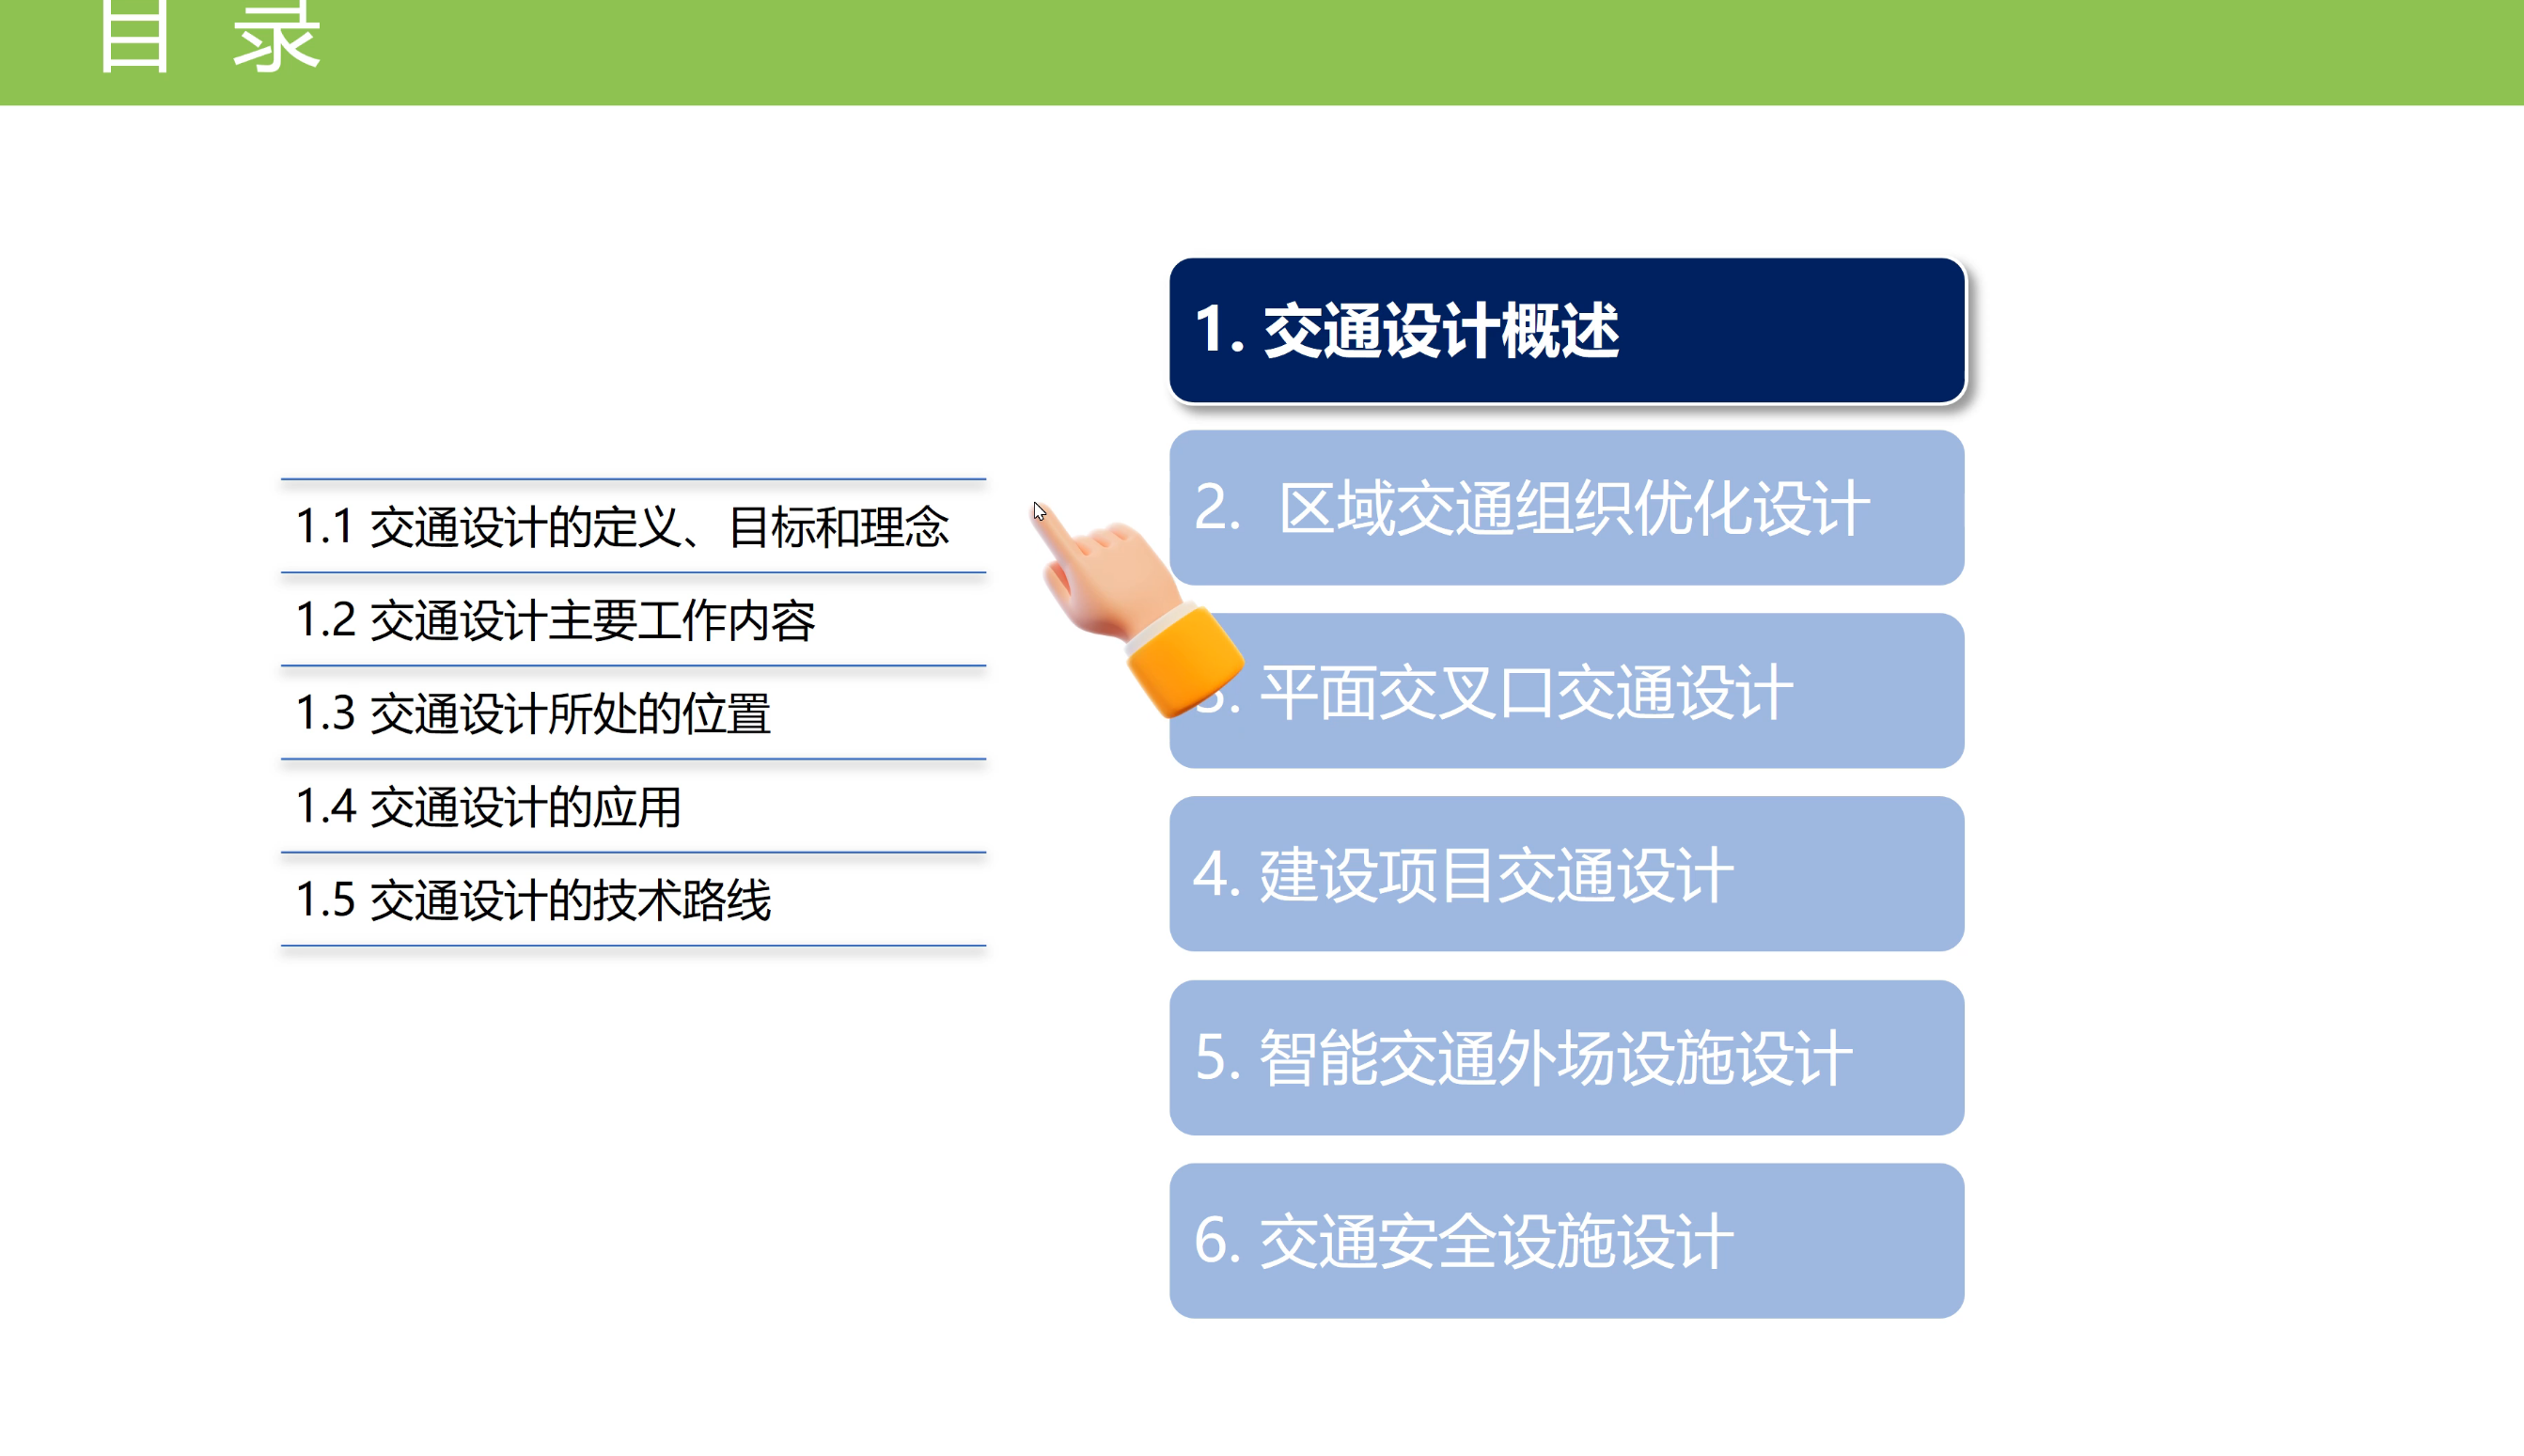 目 录
1.1 交通设计的定义、目标和理念
1.2 交通设计主要工作内容
1.3 交通设计所处的位置
1.4 交通设计的应用
1.5 交通设计的技术路线
1. 交通设计概述
2. 区域交通组织优化设计
3. 平面交叉口交通设计
4. 建设项目交通设计
5. 智能交通外场设施设计
6. 交通安全设施设计